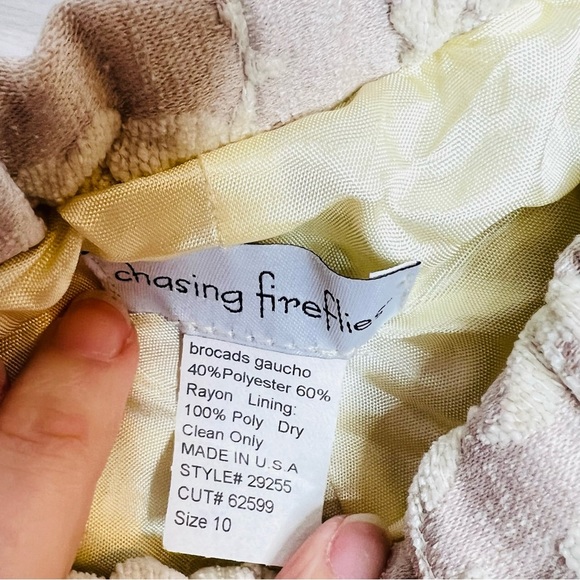 chasing fireflies
brocads gaucho
40%Polyester 60%
Rayon Lining:
100% Poly Dry
Clean Only
MADE IN U.S.A
STYLE# 29255
CUT# 62599
Size 10